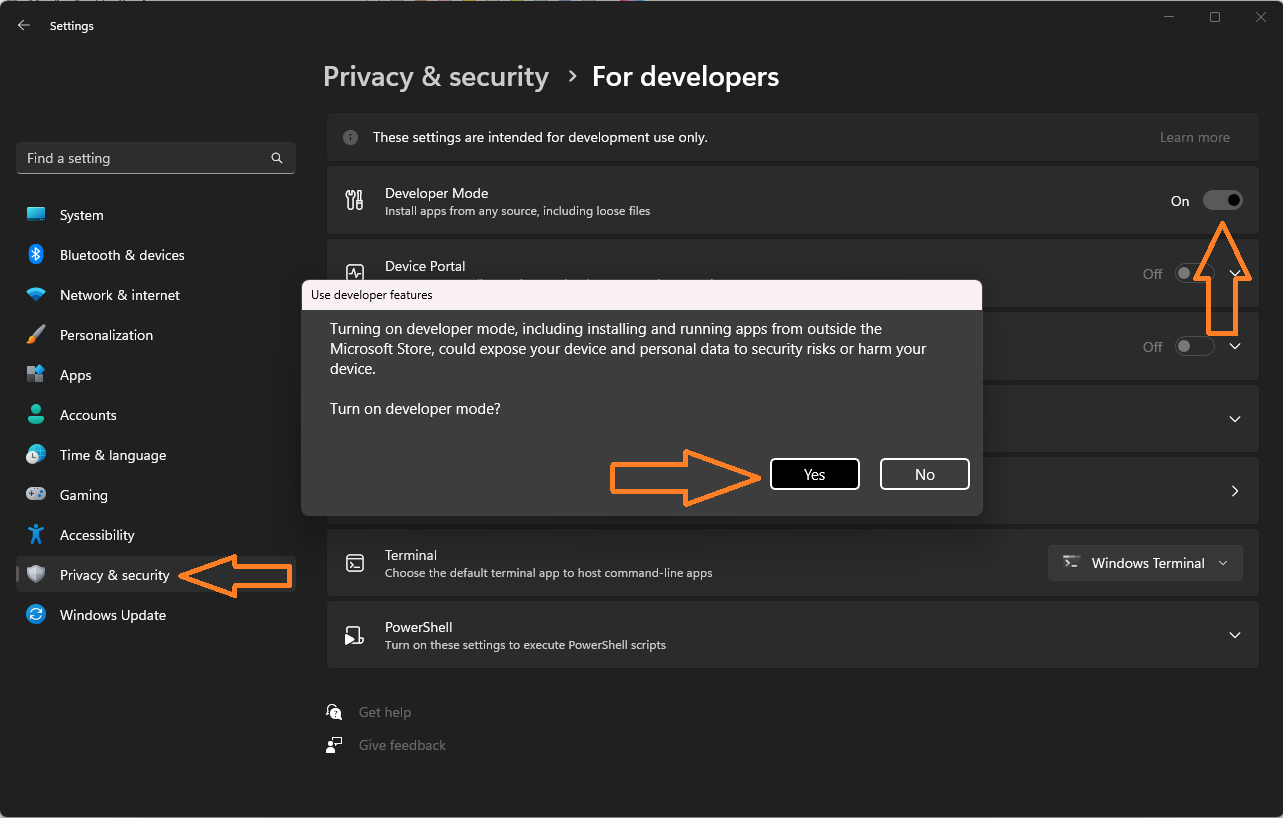 Settings
Privacy & security > For developers
Find a setting
System
Bluetooth & devices
Network & internet
Personalization
Apps
Accounts
Time & language
Gaming
Accessibility
Privacy & security
Windows Update
These settings are intended for development use only.
Learn more
Developer Mode
Install apps from any source, including loose files
On
Device Portal
Off
Off
Use developer features
Turning on developer mode, including installing and running apps from outside the
Microsoft Store, could expose your device and personal data to security risks or harm your
device.
Turn on developer mode?
Yes
No
Terminal
Choose the default terminal app to host command-line apps
Windows Terminal
PowerShell
Turn on these settings to execute PowerShell scripts
Get help
Give feedback